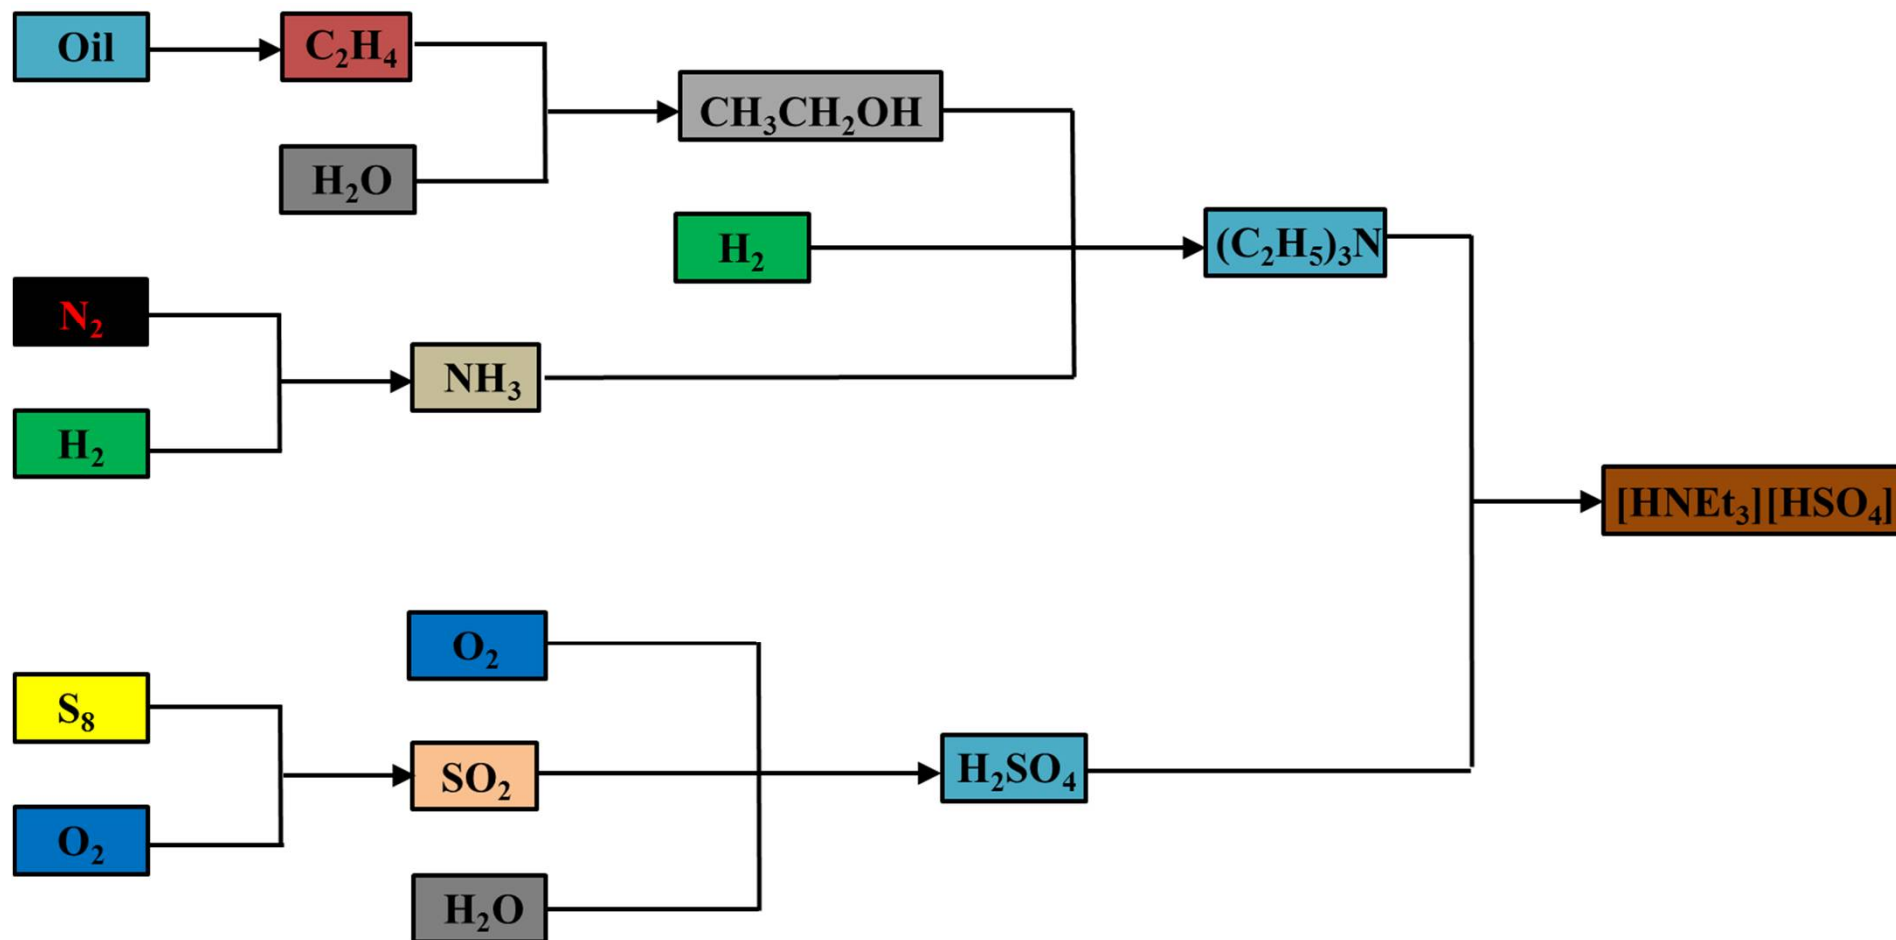 Oil
C₂H₄
CH₃CH₂OH
H₂O
H₂
(C₂H₅)₃N
N₂
NH₃
H₂
[HNEt₃][HSO₄]
O₂
S₈
SO₂
H₂SO₄
O₂
H₂O